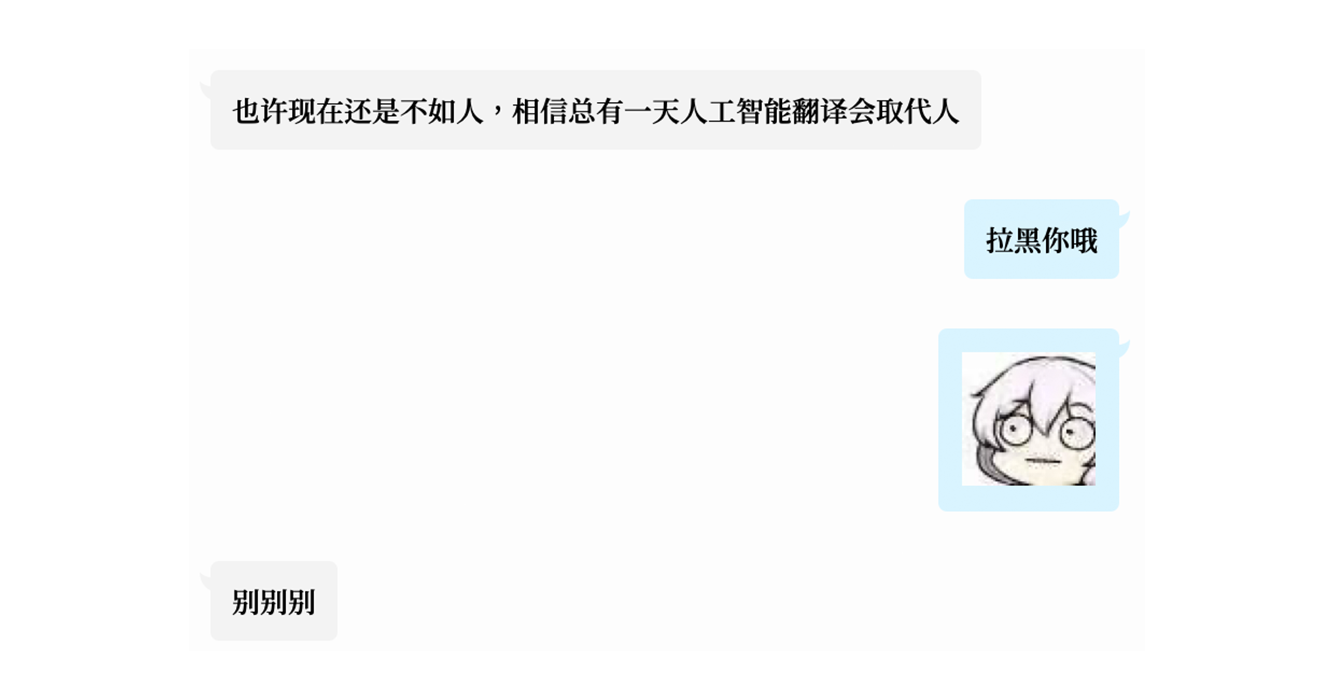 也许现在还是不如人，相信总有一天人工智能翻译会取代人
拉黑你哦
别别别